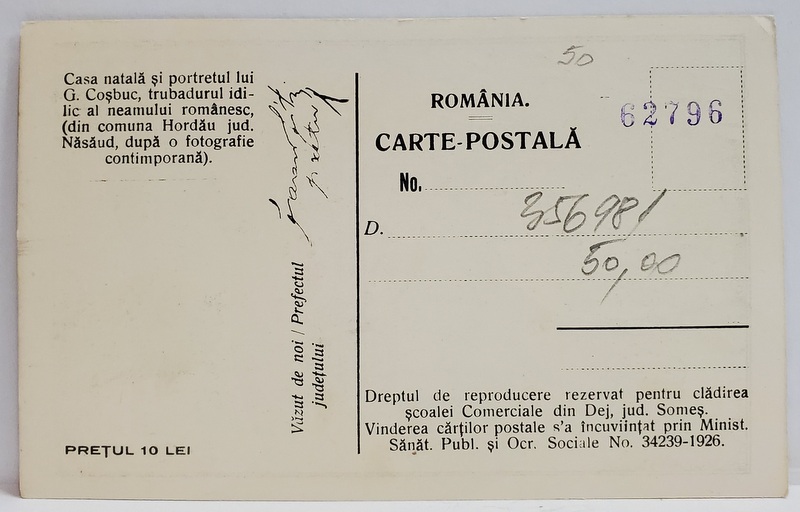 Casa natală și portretul lui
G. Coșbuc, trubadurul idi-
lic al neamului românesc,
(din comuna Hordău jud.
Năsăud, după o fotografie
contimporană).
PREȚUL 10 LEI
Văzut de noi / Prefectul
județului
50
ROMÂNIA.
62796
CARTE-POSTALĂ
No.
D.
356981
50,00
Dreptul de reproducere rezervat pentru clădirea
școalei Comerciale din Dej, jud. Someș.
Vinderea cărților postale s'a încuviințat prin Minist.
Sănăt. Publ. și Ocr. Sociale No. 34239-1926.